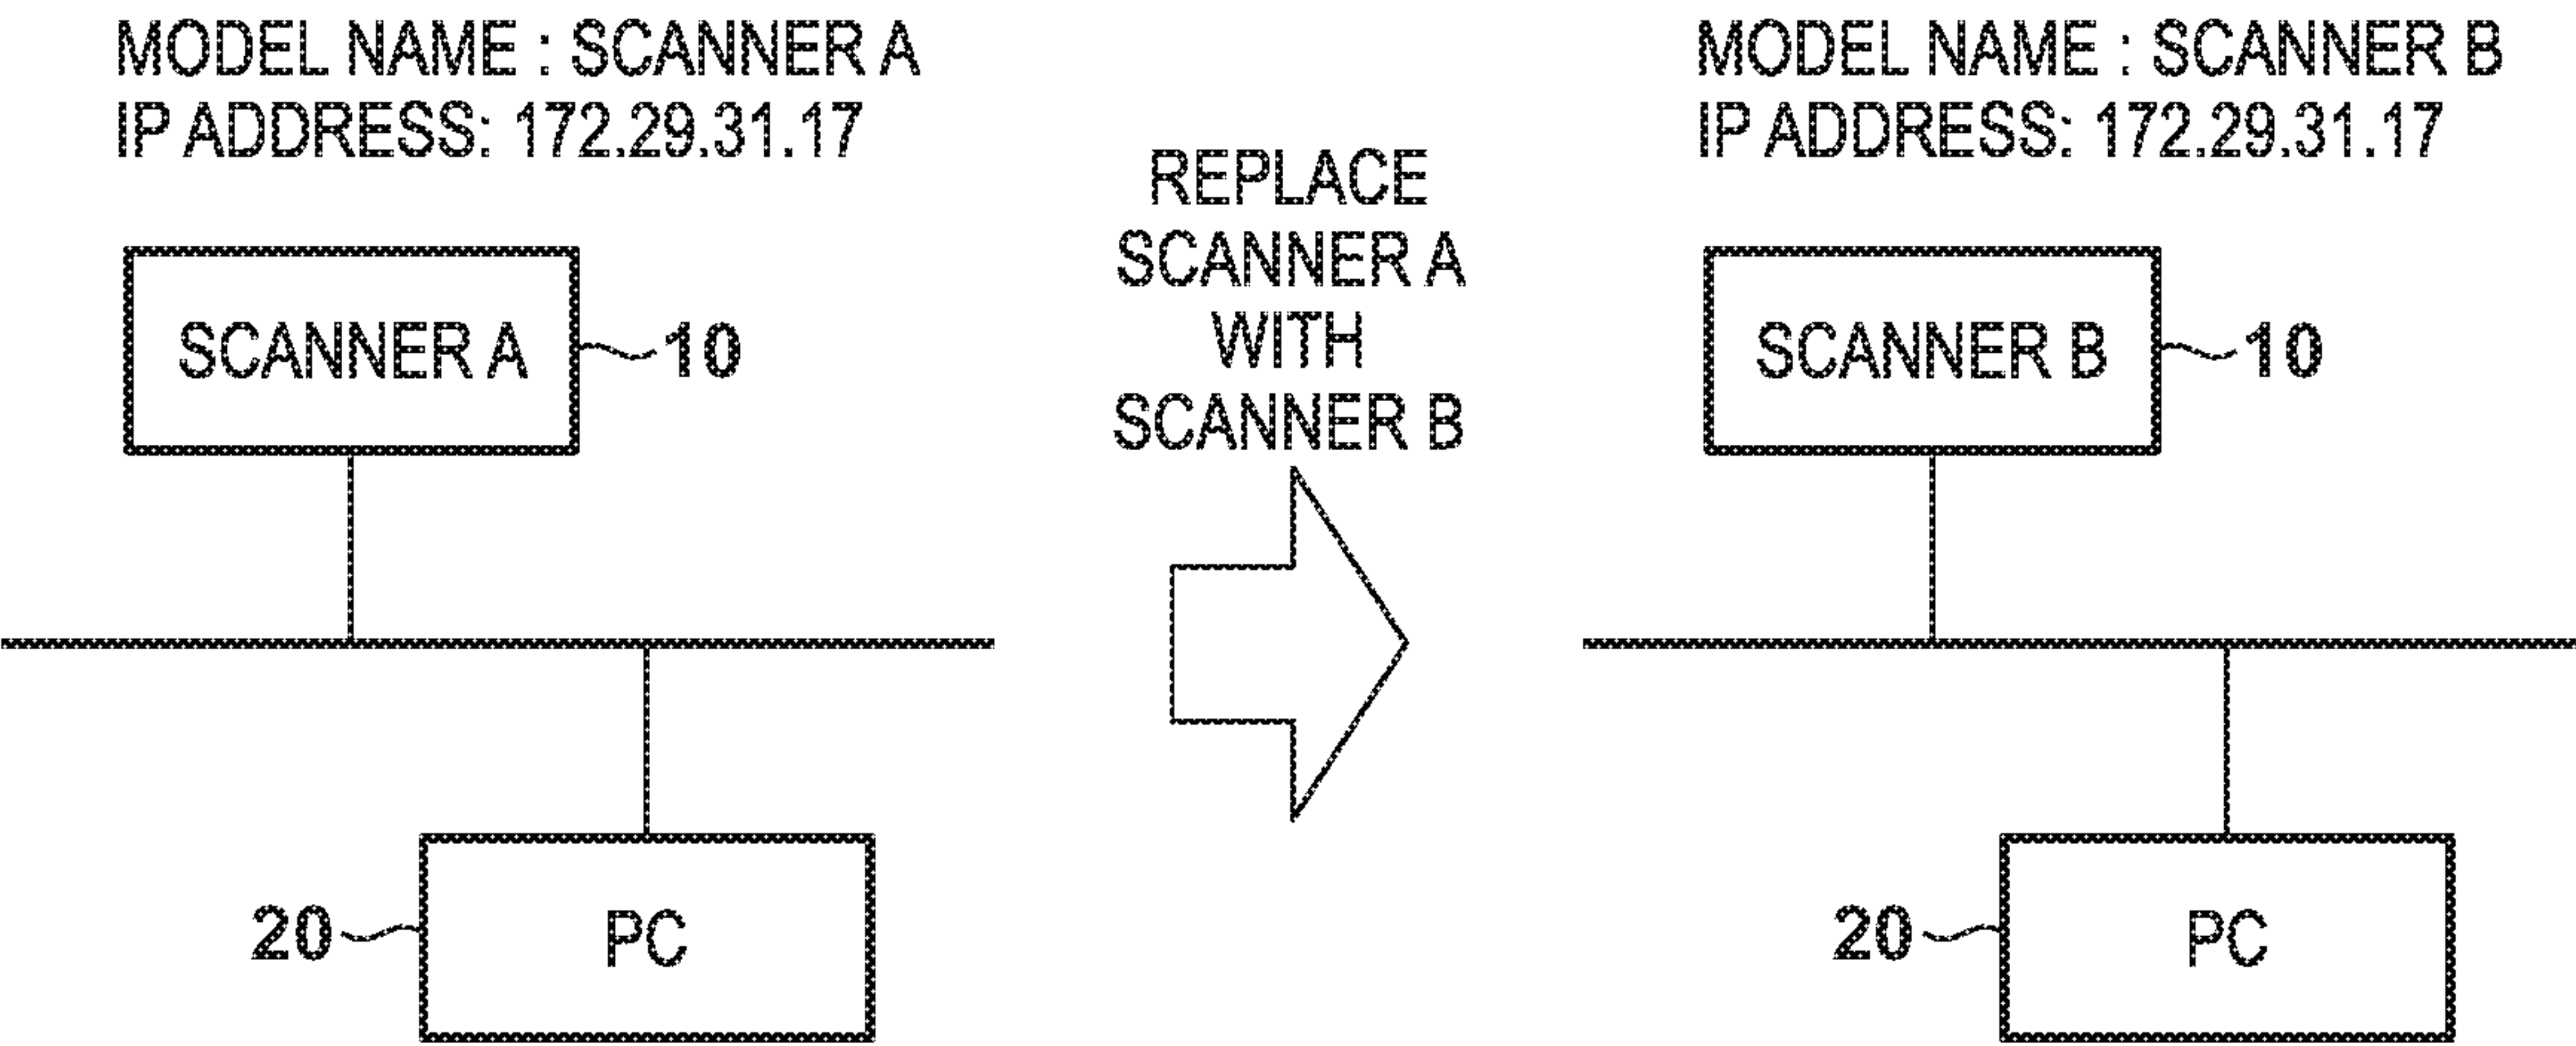 MODEL NAME : SCANNER A
IP ADDRESS: 172.29.31.17
SCANNER A
10
20
PC
REPLACE
SCANNER A
WITH
SCANNER B
MODEL NAME : SCANNER B
IP ADDRESS: 172.29.31.17
SCANNER B
10
20
PC